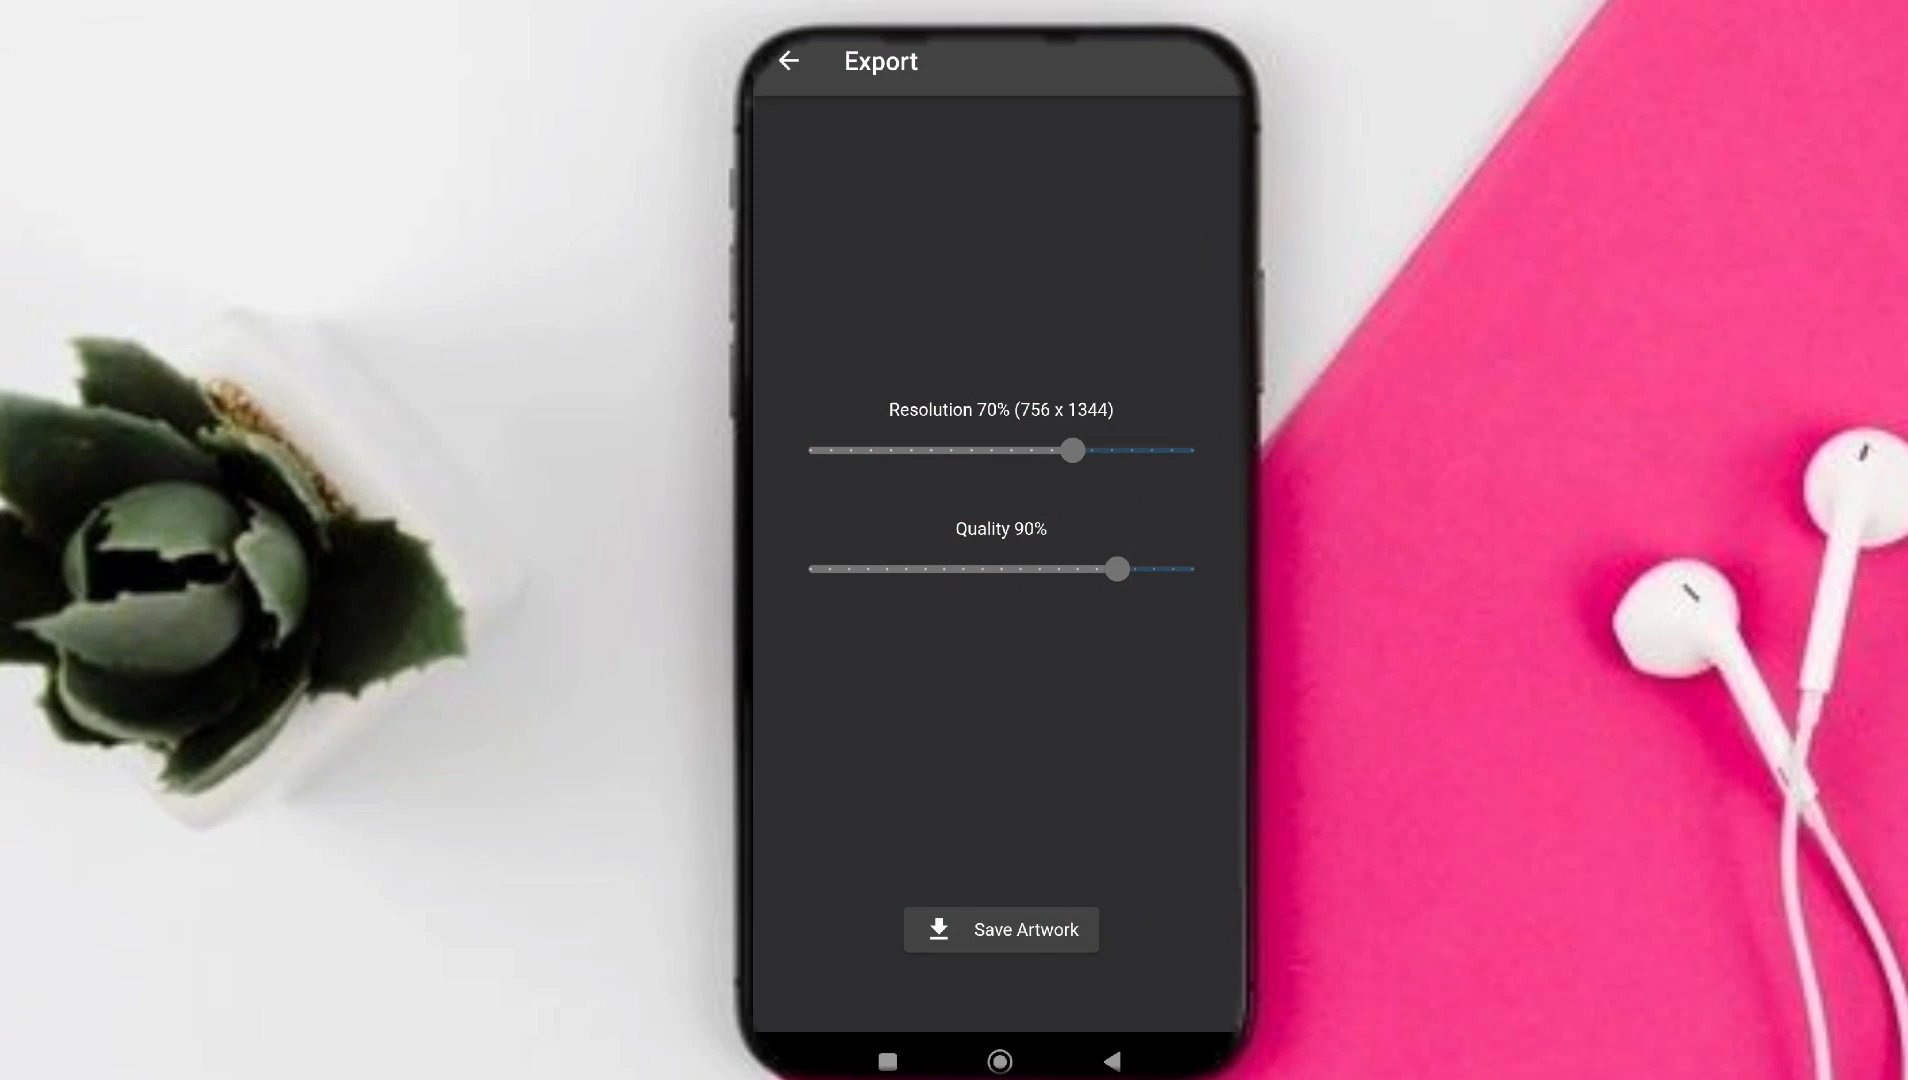 Export
Resolution 70% (756 x 1344)
Quality 90%
Save Artwork